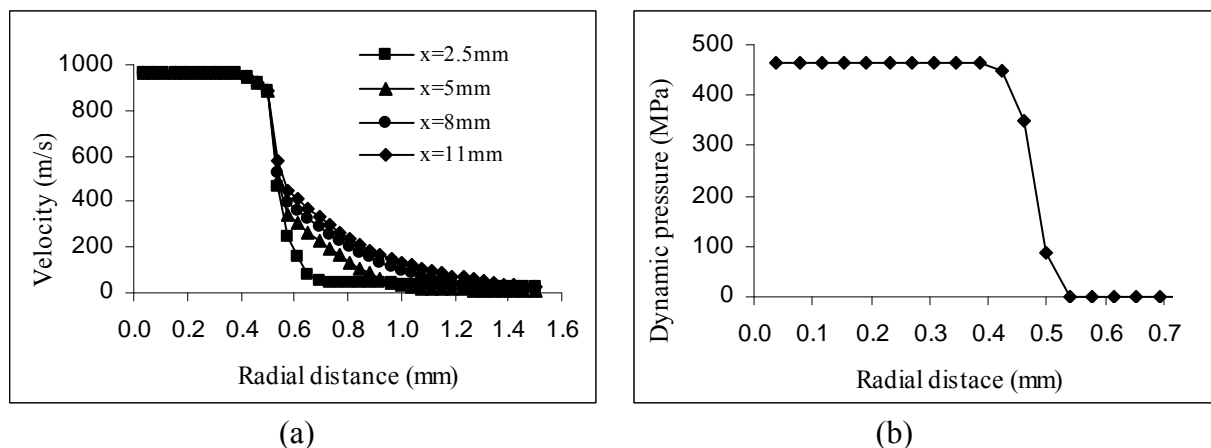 x=2.5mm
x=5mm
x=8mm
x=11mm
Velocity (m/s)
1000
800
600
400
200
0
0.0 0.2 0.4 0.6 0.8 1.0 1.2 1.4 1.6
Radial distance (mm)
(a)
Dynamic pressure (MPa)
500
400
300
200
100
0
0.0 0.1 0.2 0.3 0.4 0.5 0.6 0.7
Radial distace (mm)
(b)